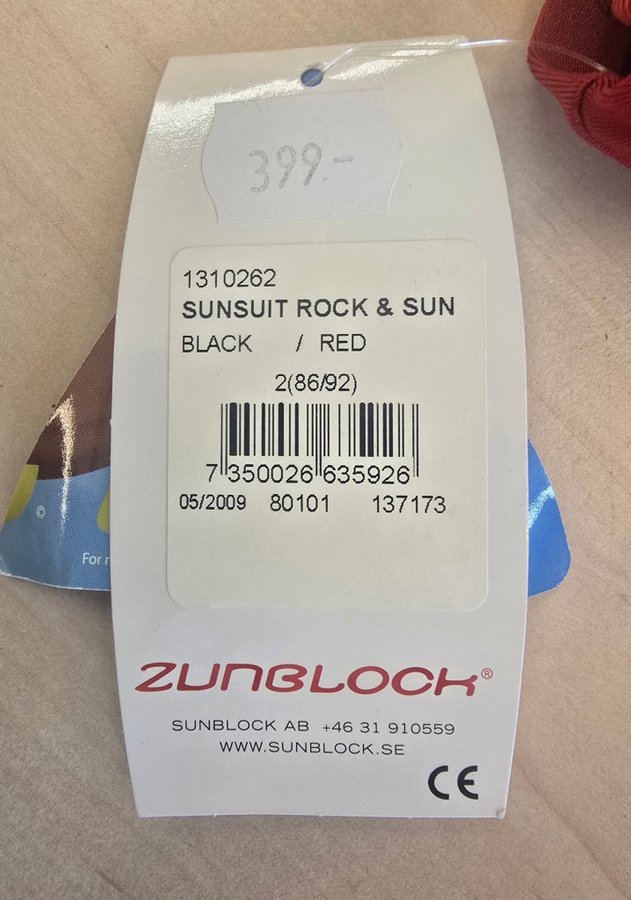 399.-
1310262
SUNSUIT ROCK & SUN
BLACK / RED
2(86/92)
7 350026 635926
05/2009 80101 137173
©
For
ZUNBLOCK®
SUNBLOCK AB +46 31 910559
WWW.SUNBLOCK.SE
CE